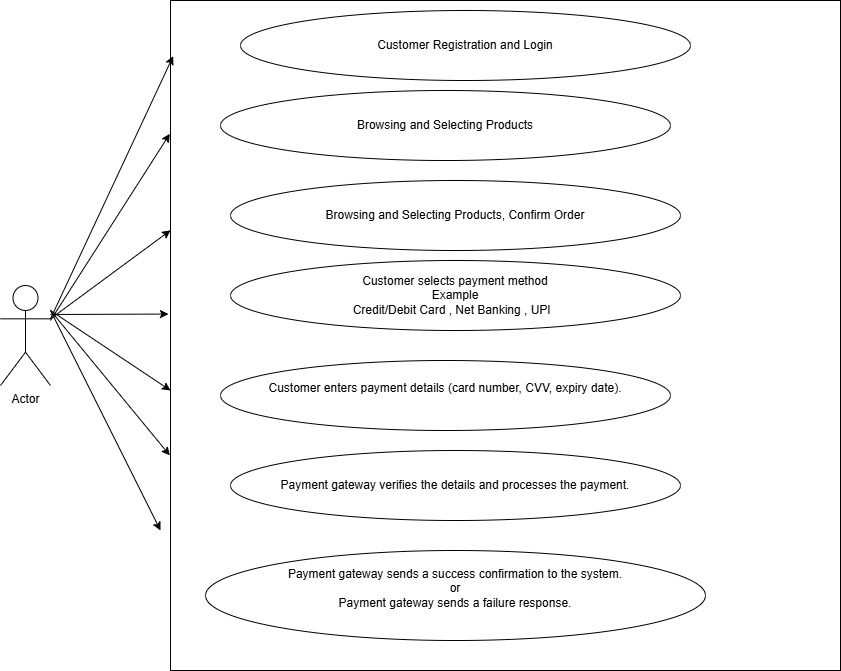 Customer Registration and Login
Browsing and Selecting Products
Browsing and Selecting Products, Confirm Order
Customer selects payment method
Example
Credit/Debit Card , Net Banking , UPI
Actor
Customer enters payment details (card number, CVV, expiry date).
Payment gateway verifies the details and processes the payment.
Payment gateway sends a success confirmation to the system.
or
Payment gateway sends a failure response.